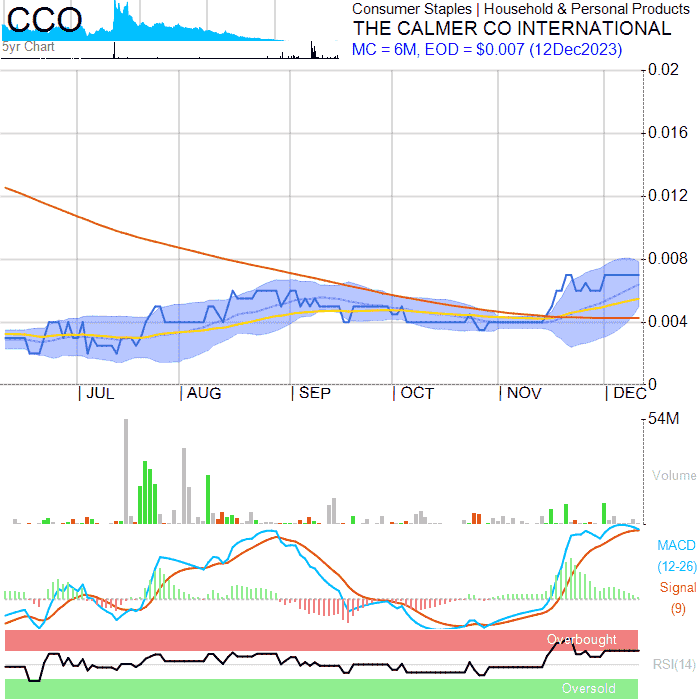 CCO
5yr Chart
Consumer Staples | Household & Personal Products
THE CALMER CO INTERNATIONAL
MC = 6M, EOD = $0.007 (12Dec2023)
0.02
0.016
0.012
0.008
0.004
0
| JUL | AUG | SEP | OCT | NOV | DEC
54M
Volume
MACD
(12-26)
Signal
(9)
Overbought
RSI(14)
Oversold